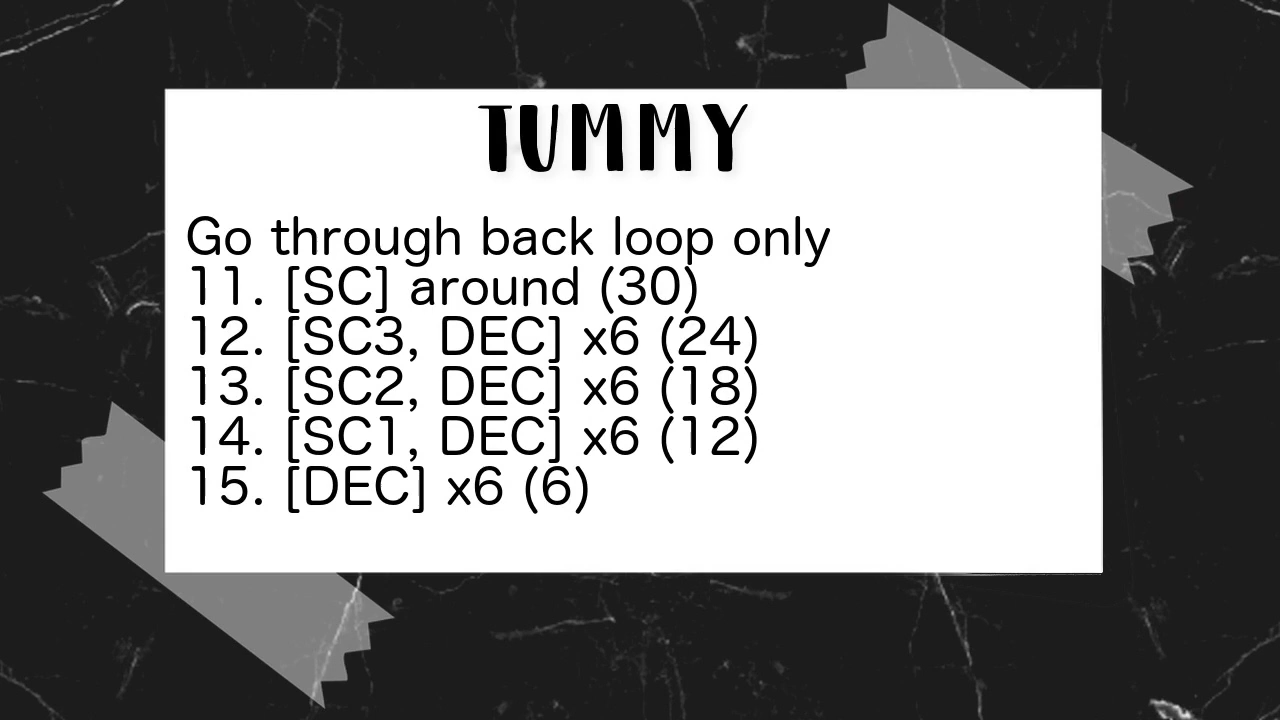 TUMMY
Go through back loop only
11. [SC] around (30)
12. [SC3, DEC] x6 (24)
13. [SC2, DEC] x6 (18)
14. [SC1, DEC] x6 (12)
15. [DEC] x6 (6)